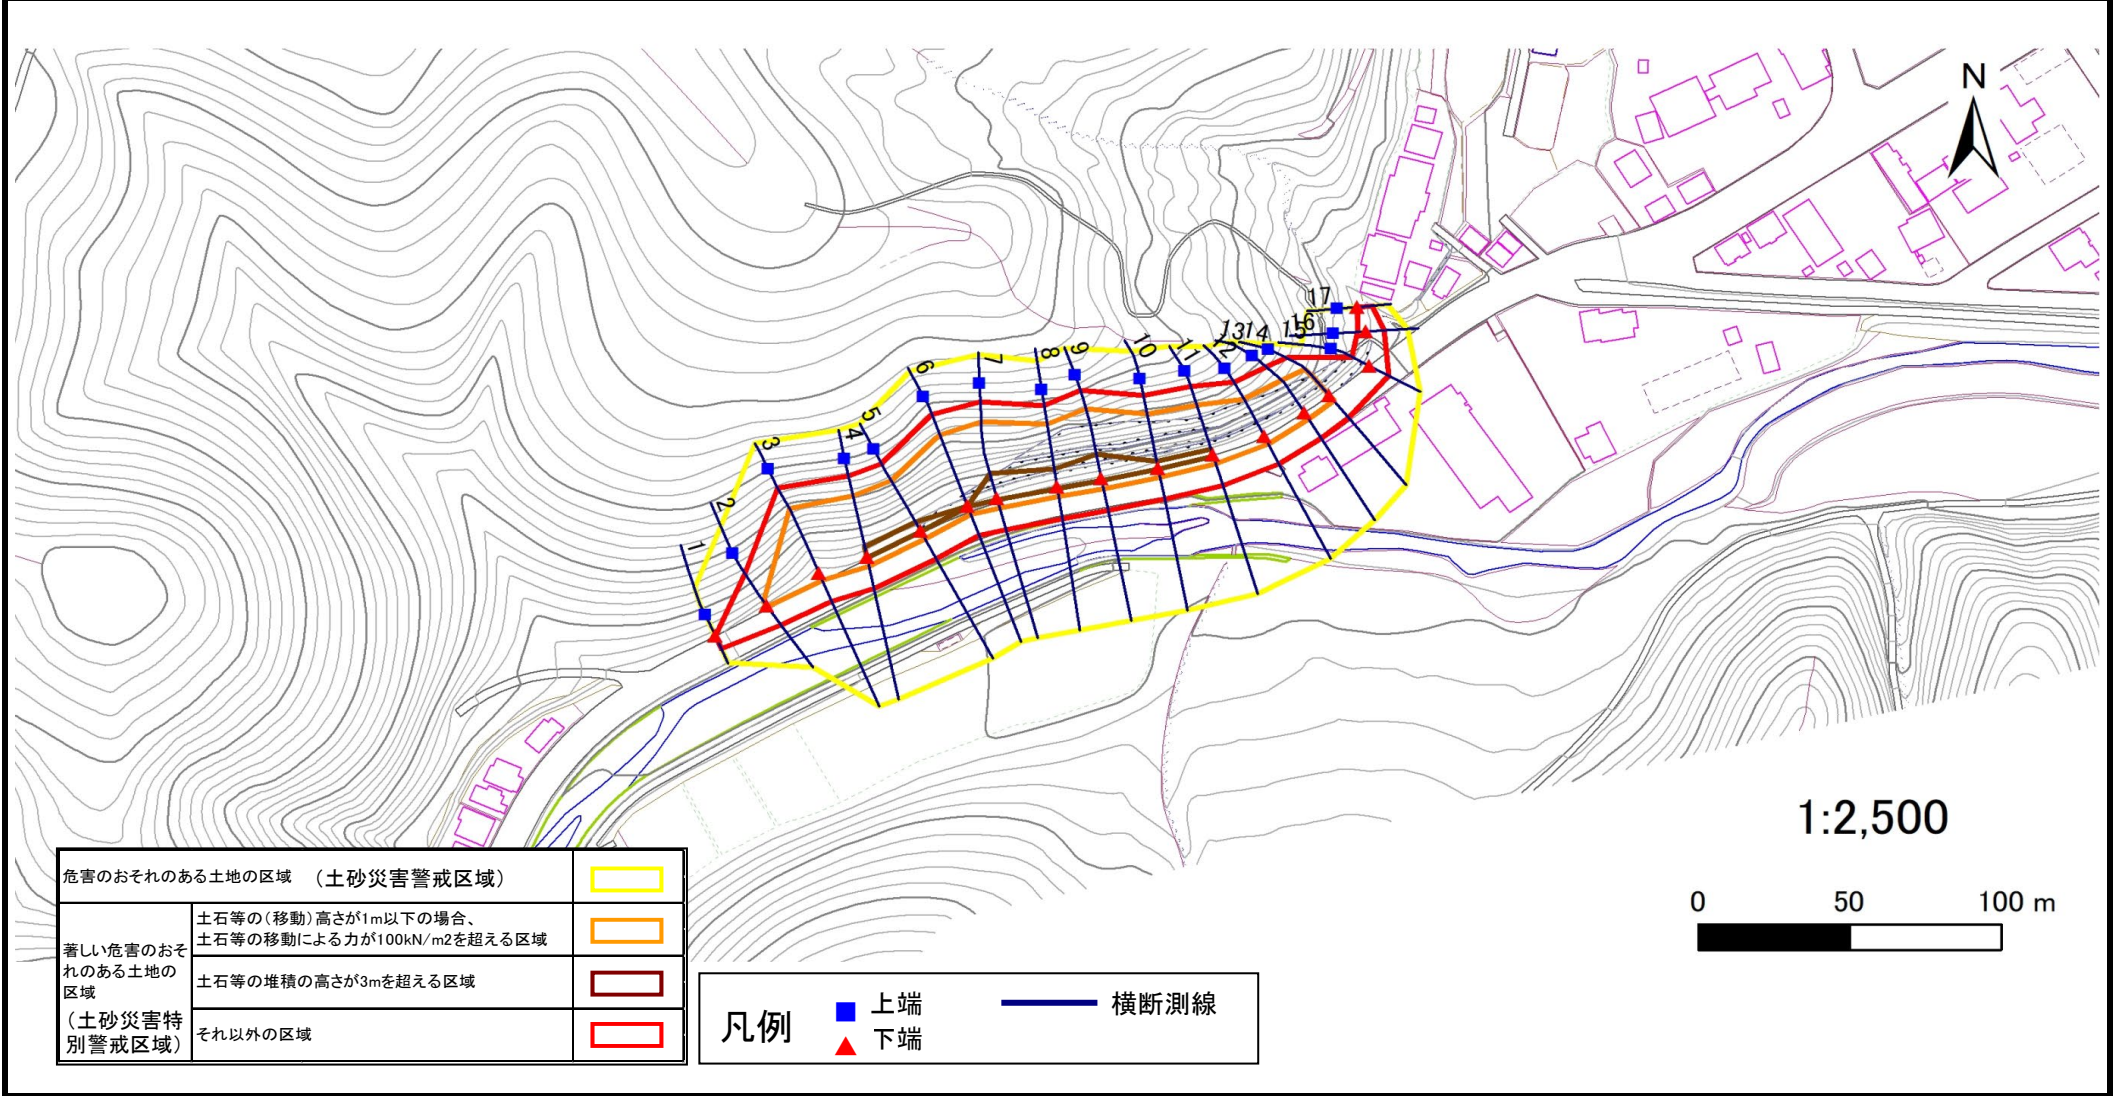 N
17
16
15
14
13
12
11
10
9
8
7
6
5
4
3
2
1
1:2,500
0 50 100 m
危害のおそれのある土地の区域 （土砂災害警戒区域）
著しい危害のおそ
れのある土地の
区域
（土砂災害特
別警戒区域）
土石等の（移動）高さが1m以下の場合、
土石等の移動による力が100kN/m2を超える区域
土石等の堆積の高さが3mを超える区域
それ以外の区域
凡例
上端
下端
横断測線